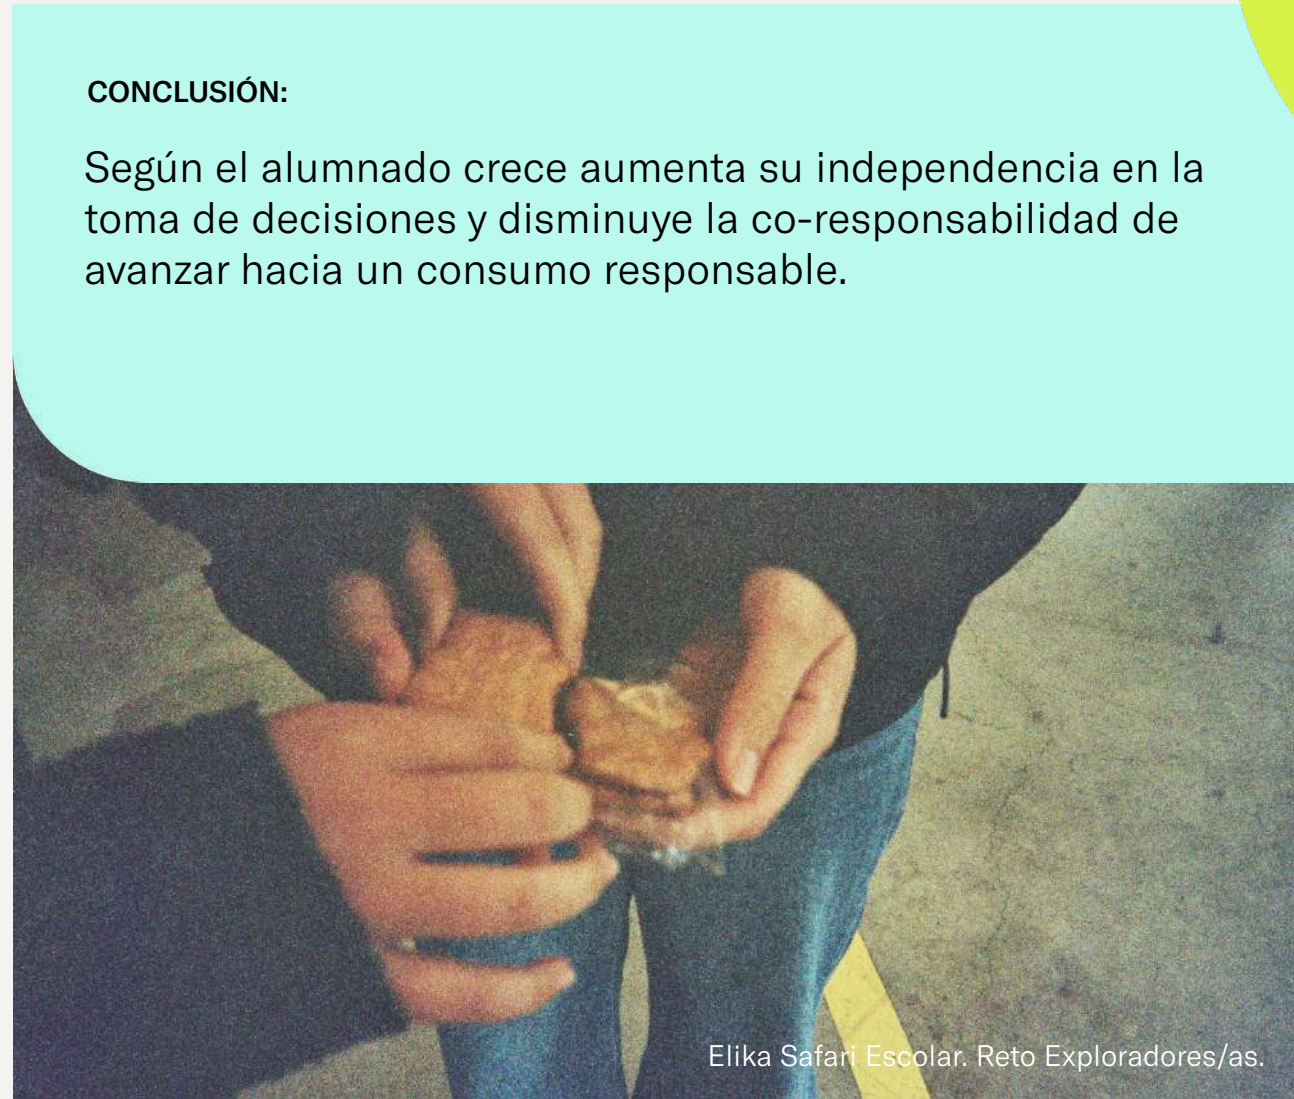 CONCLUSIÓN:
Según el alumnado crece aumenta su independencia en la
toma de decisiones y disminuye la co-responsabilidad de
avanzar hacia un consumo responsable.
Elika Safari Escolar. Reto Exploradores/as.